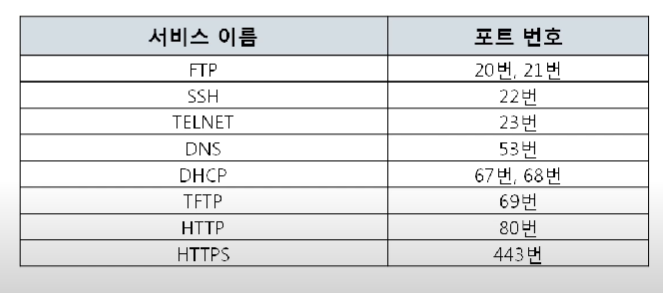 서비스 이름 포트 번호
FTP 20번, 21번
SSH 22번
TELNET 23번
DNS 53번
DHCP 67번, 68번
TFTP 69번
HTTP 80번
HTTPS 443번